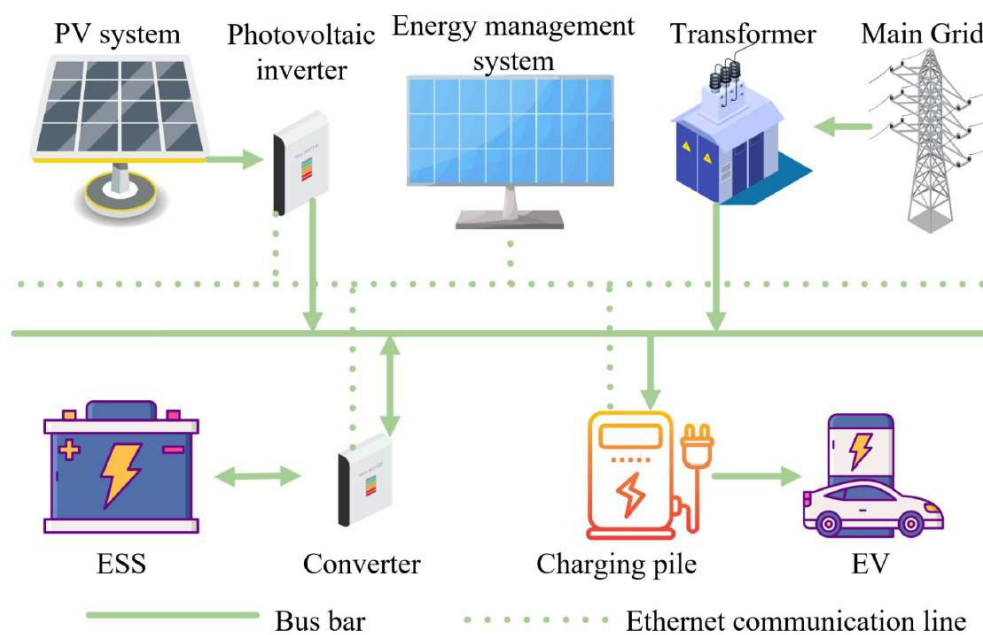 PV system
Photovoltaic
inverter
Energy management
system
Transformer
Main Grid
ESS
Converter
Charging pile
EV
Bus bar
Ethernet communication line